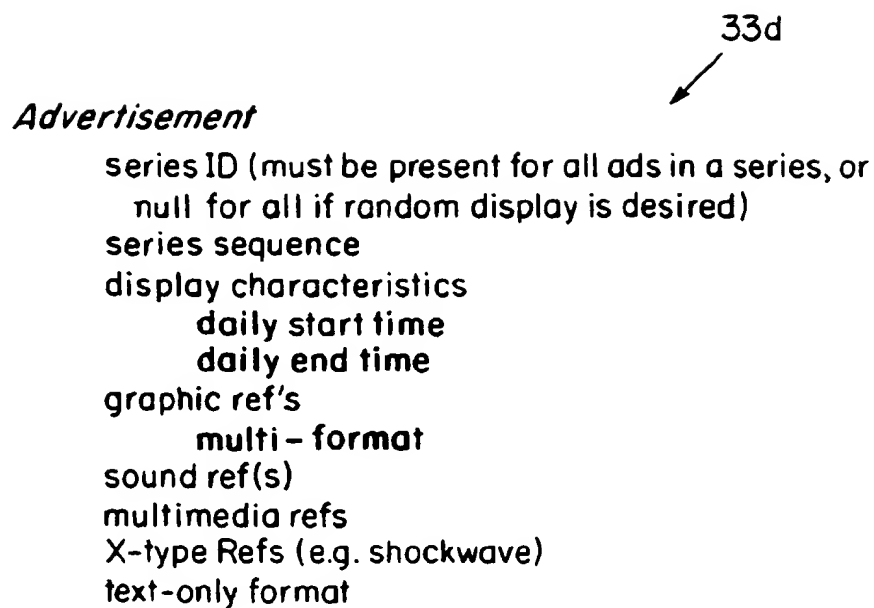 33d
Advertisement
series ID (must be present for all ads in a series, or
null for all if random display is desired)
series sequence
display characteristics
daily start time
daily end time
graphic ref's
multi-format
sound ref(s)
multimedia refs
X-type Refs (e.g. shockwave)
text-only format